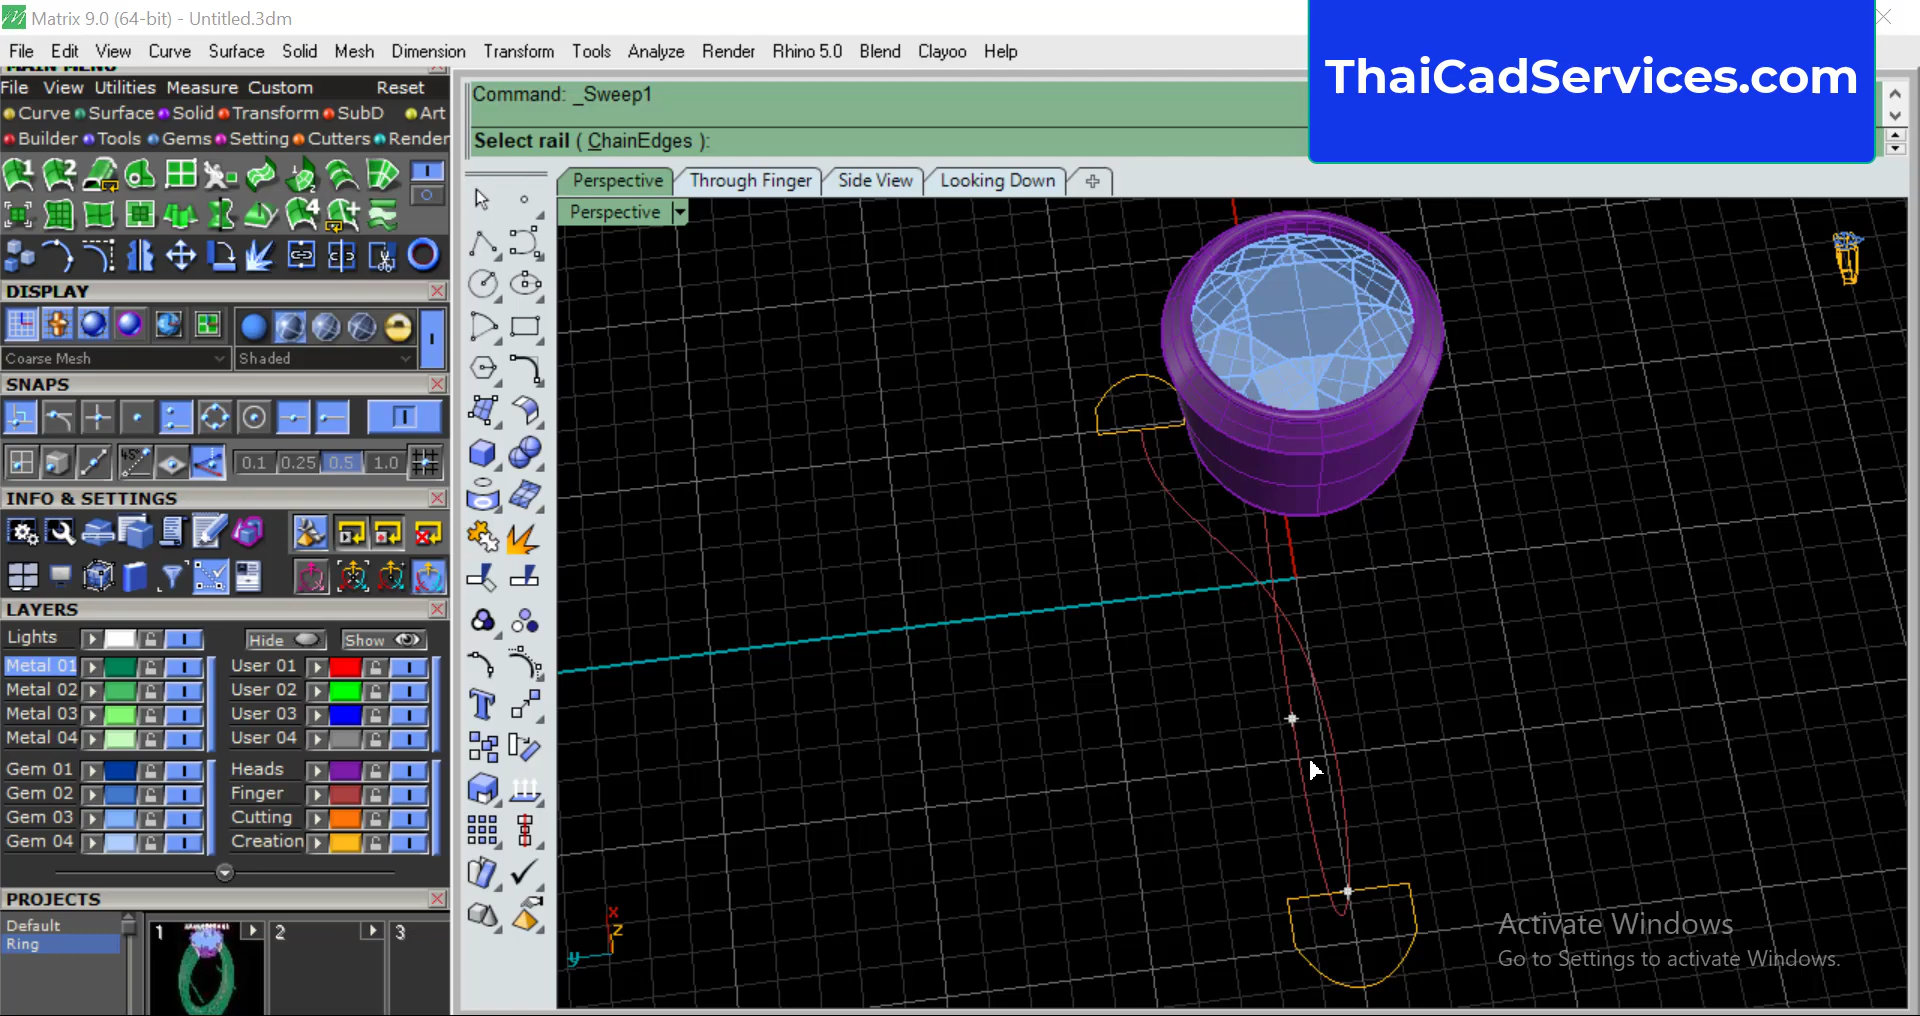 Matrix 9.0 (64-bit) - Untitled.3dm
File Edit View Curve Surface Solid Mesh Dimension Transform Tools Analyze Render Rhino 5.0 Blend Clayoo Help
ThaiCadServices.com
MAIN MENU
File View Utilities Measure Custom Reset
Curve Surface Solid Transform SubD Art
Builder Tools Gems Setting Cutters Render
Command: _Sweep1
Select rail ( ChainEdges ):
Perspective Through Finger Side View Looking Down
Perspective
1 2
4
DISPLAY
Coarse Mesh Shaded
SNAPS
45°
0.1 0.25 0.5 1.0
INFO & SETTINGS
LAYERS
Lights Hide Show
Metal 01 User 01
Metal 02 User 02
Metal 03 User 03
Metal 04 User 04
Gem 01 Heads
Gem 02 Finger
Gem 03 Cutting
Gem 04 Creation
PROJECTS
Default
Ring
1 2 3
x
z
y
Activate Windows
Go to Settings to activate Windows.